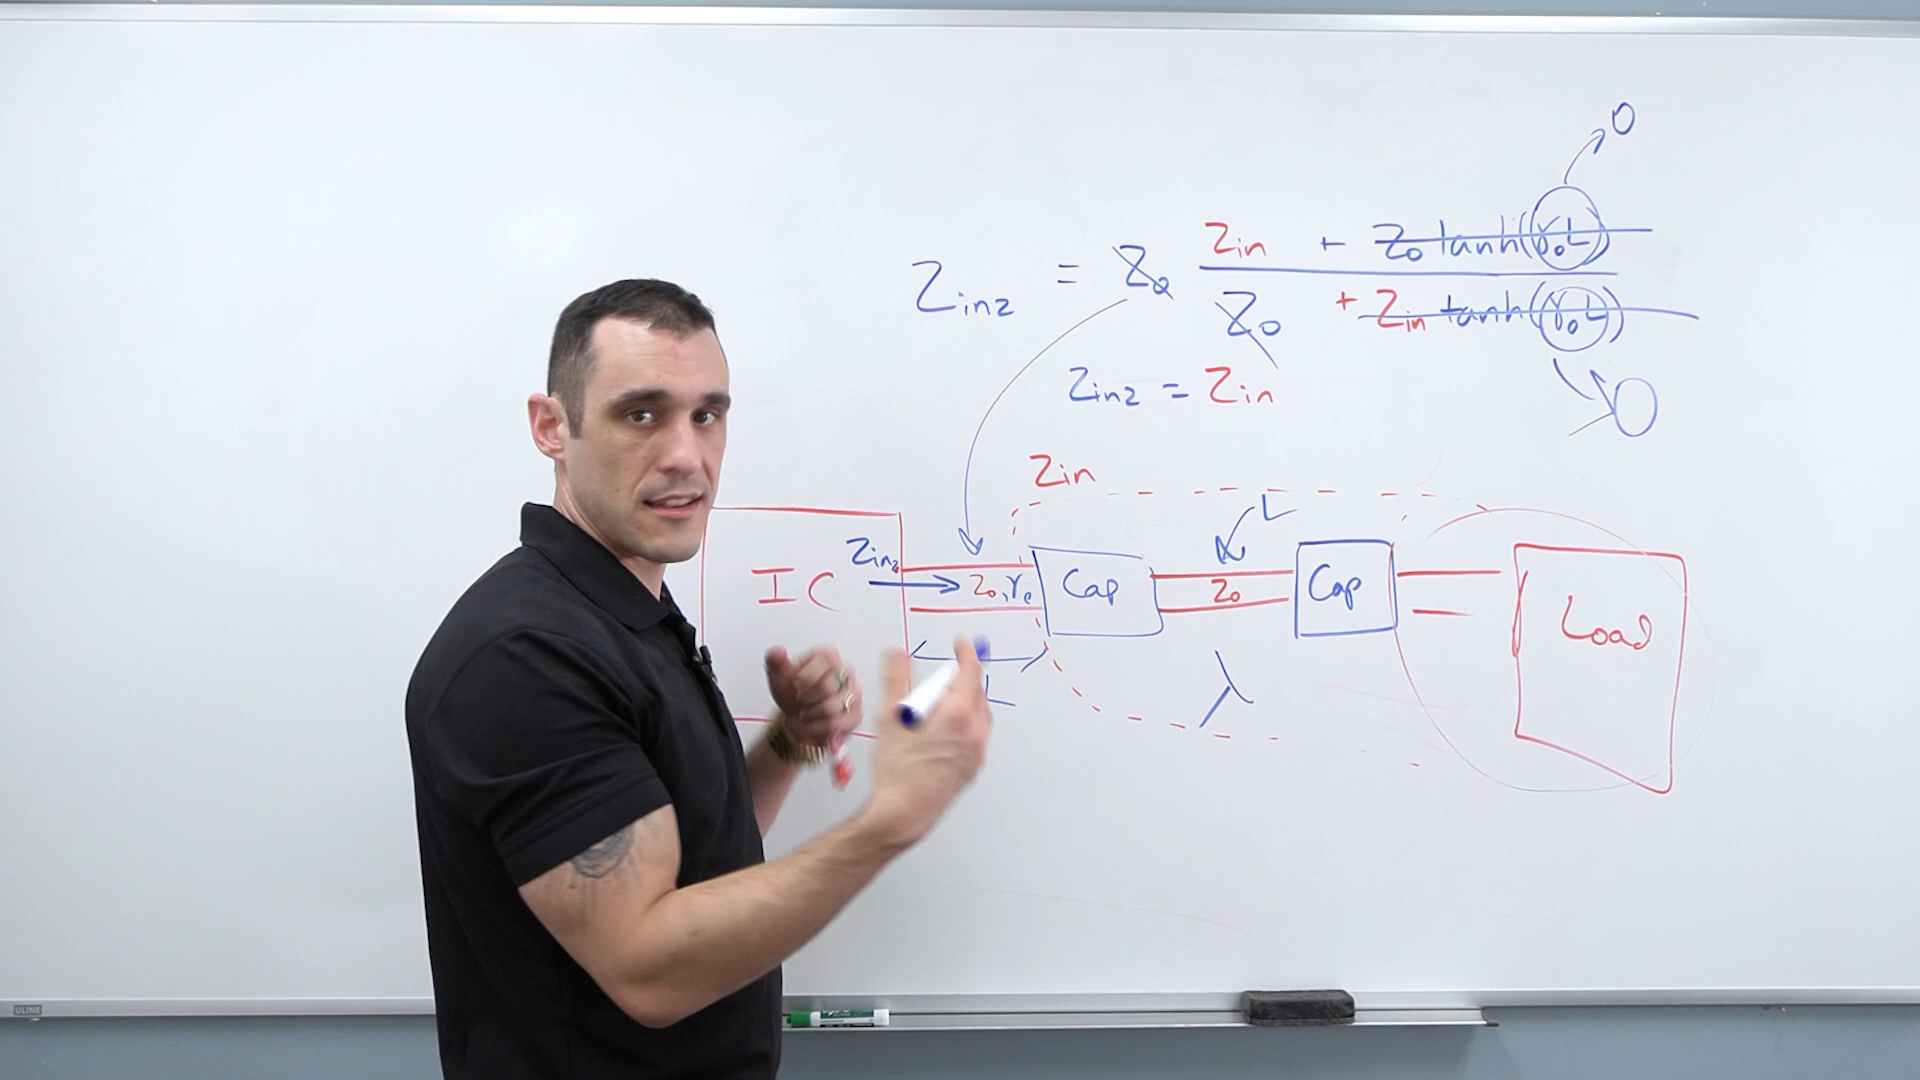 0
Zin2 = Z0 Zin + Z0 tanh(γ0L)
Z0 + Zin tanh(γ0L)
Zin2 = Zin
0
Zin
L
Zin2
IC
Z0,γ0
Cap
Z0
Cap
Load
L
λ
ULINE